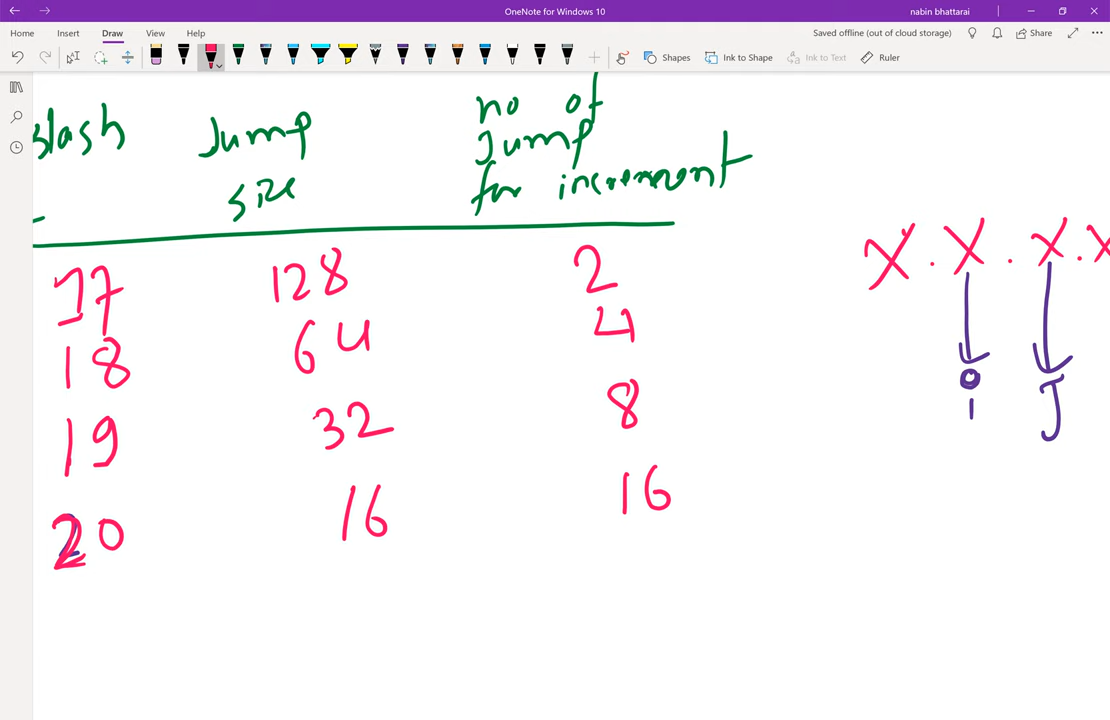 OneNote for Windows 10
nabin bhattarai
Home Insert Draw View Help
Saved offline (out of cloud storage)
Share
Shapes
Ink to Shape
Ink to Text
Ruler
slash
Jump
size
no of
Jump
for increment
17 128 2
18 64 4
19 32 8
20 16 16
X . X . X . X
i J